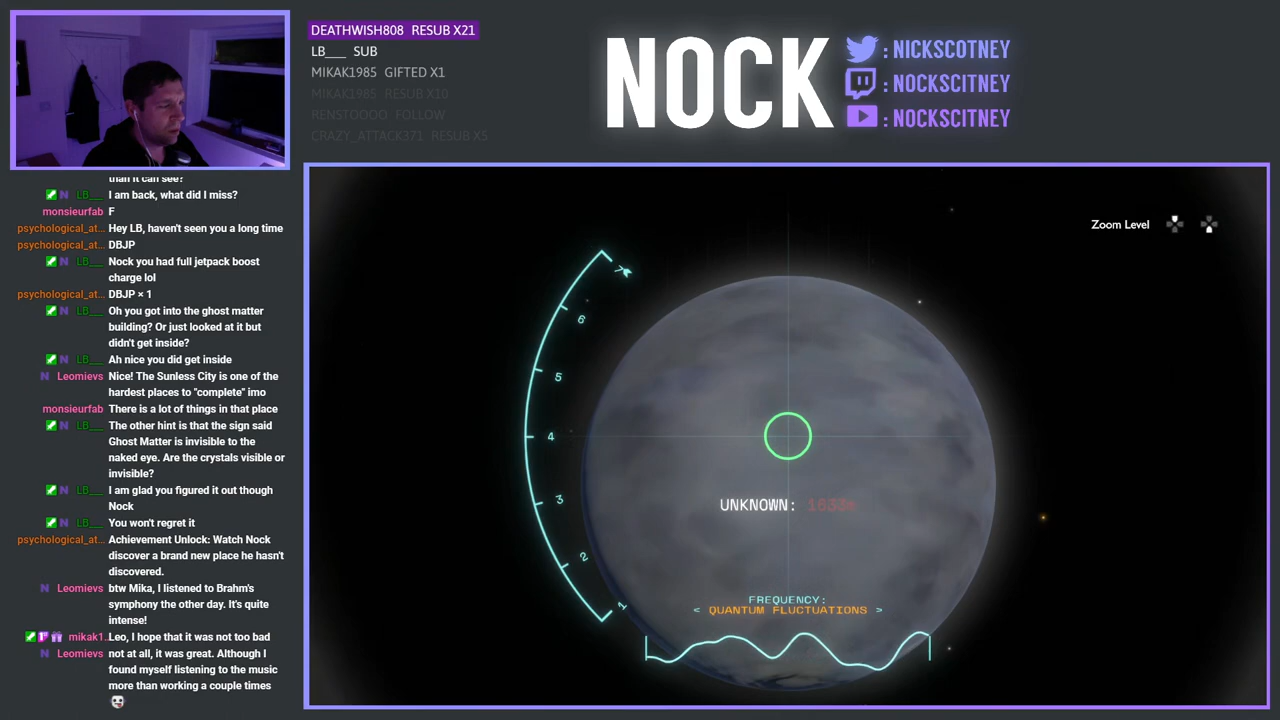 DEATHWISH808 RESUB X21
LB___ SUB
MIKAK1985 GIFTED X1
MIKAK1985 RESUB X10
RENSTOOOO FOLLOW
CRAZY_ATTACK371 RESUB X5
NOCK
: NICKSCOTNEY
: NOCKSCITNEY
: NOCKSCITNEY
than it can see?
LB___ I am back, what did I miss?
monsieurfab F
psychological_at... Hey LB, haven't seen you a long time
psychological_at... DBJP
LB___ Nock you had full jetpack boost
charge lol
psychological_at... DBJP × 1
LB___ Oh you got into the ghost matter
building? Or just looked at it but
didn't get inside?
LB___ Ah nice you did get inside
Leomievs Nice! The Sunless City is one of the
hardest places to "complete" imo
monsieurfab There is a lot of things in that place
LB___ The other hint is that the sign said
Ghost Matter is invisible to the
naked eye. Are the crystals visible or
invisible?
LB___ I am glad you figured it out though
Nock
LB___ You won't regret it
psychological_at... Achievement Unlock: Watch Nock
discover a brand new place he hasn't
discovered.
Leomievs btw Mika, I listened to Brahm's
symphony the other day. It's quite
intense!
mikak1... Leo, I hope that it was not too bad
Leomievs not at all, it was great. Although I
found myself listening to the music
more than working a couple times
Zoom Level
6
5
4
3
2
1
UNKNOWN: 1633m
FREQUENCY:
< QUANTUM FLUCTUATIONS >